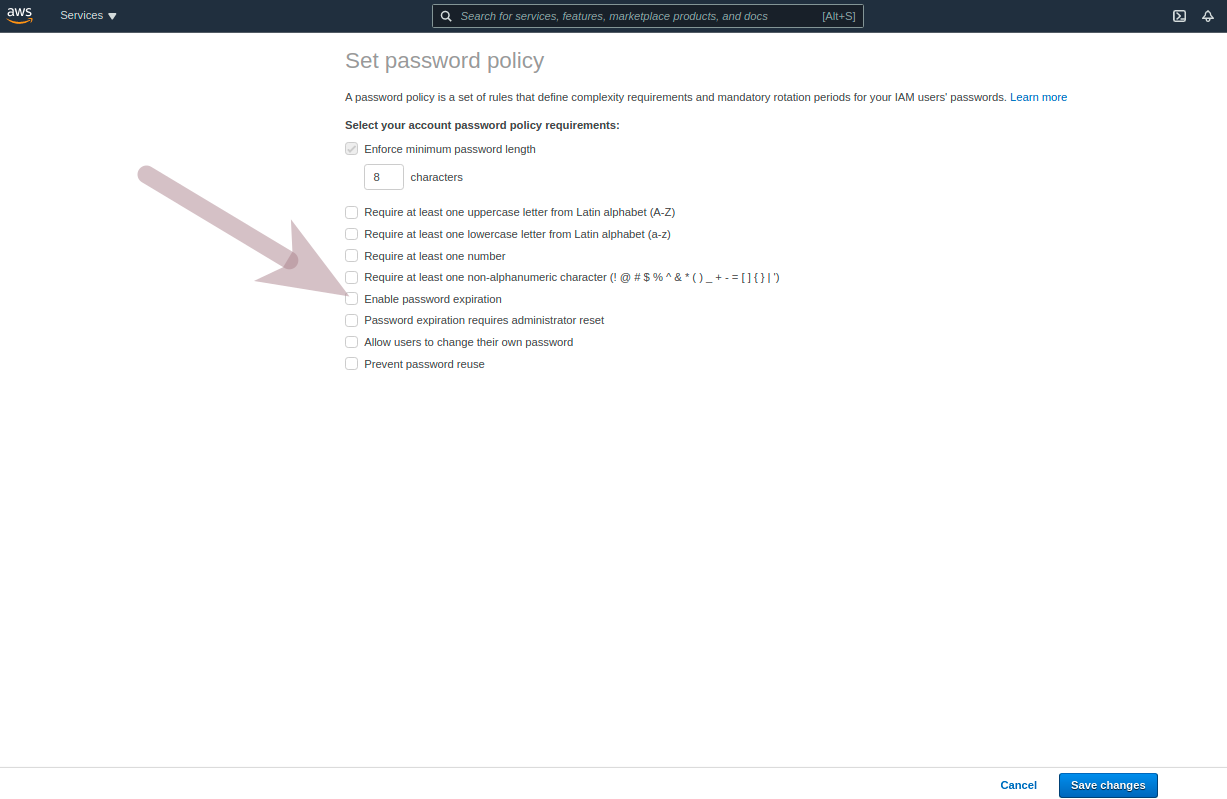 aws Services Search for services, features, marketplace products, and docs [Alt+S]
Set password policy
A password policy is a set of rules that define complexity requirements and mandatory rotation periods for your IAM users' passwords. Learn more
Select your account password policy requirements:
Enforce minimum password length
8 characters
Require at least one uppercase letter from Latin alphabet (A-Z)
Require at least one lowercase letter from Latin alphabet (a-z)
Require at least one number
Require at least one non-alphanumeric character (! @ # $ % ^ & * ( ) _ + - = [ ] { } | ')
Enable password expiration
Password expiration requires administrator reset
Allow users to change their own password
Prevent password reuse
Cancel Save changes